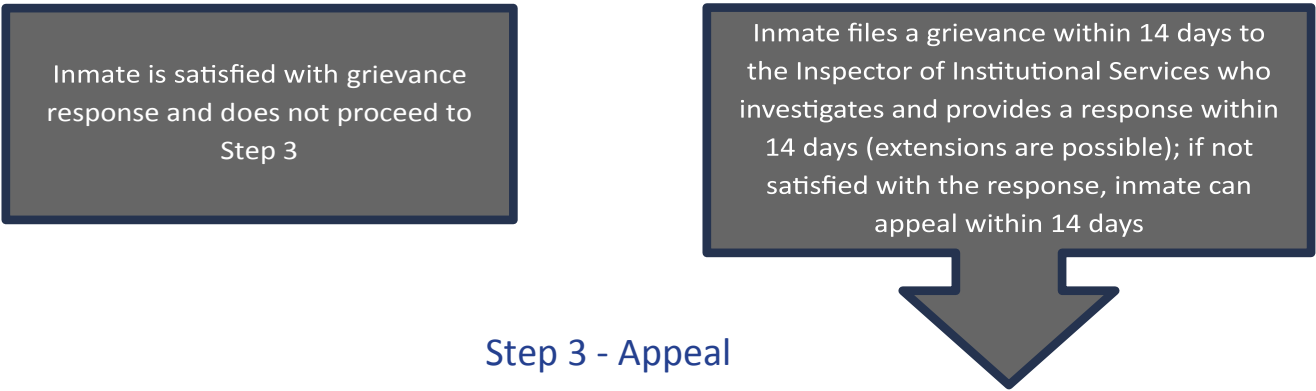 Inmate is satisfied with grievance
response and does not proceed to
Step 3
Inmate files a grievance within 14 days to
the Inspector of Institutional Services who
investigates and provides a response within
14 days (extensions are possible); if not
satisfied with the response, inmate can
appeal within 14 days
Step 3 - Appeal